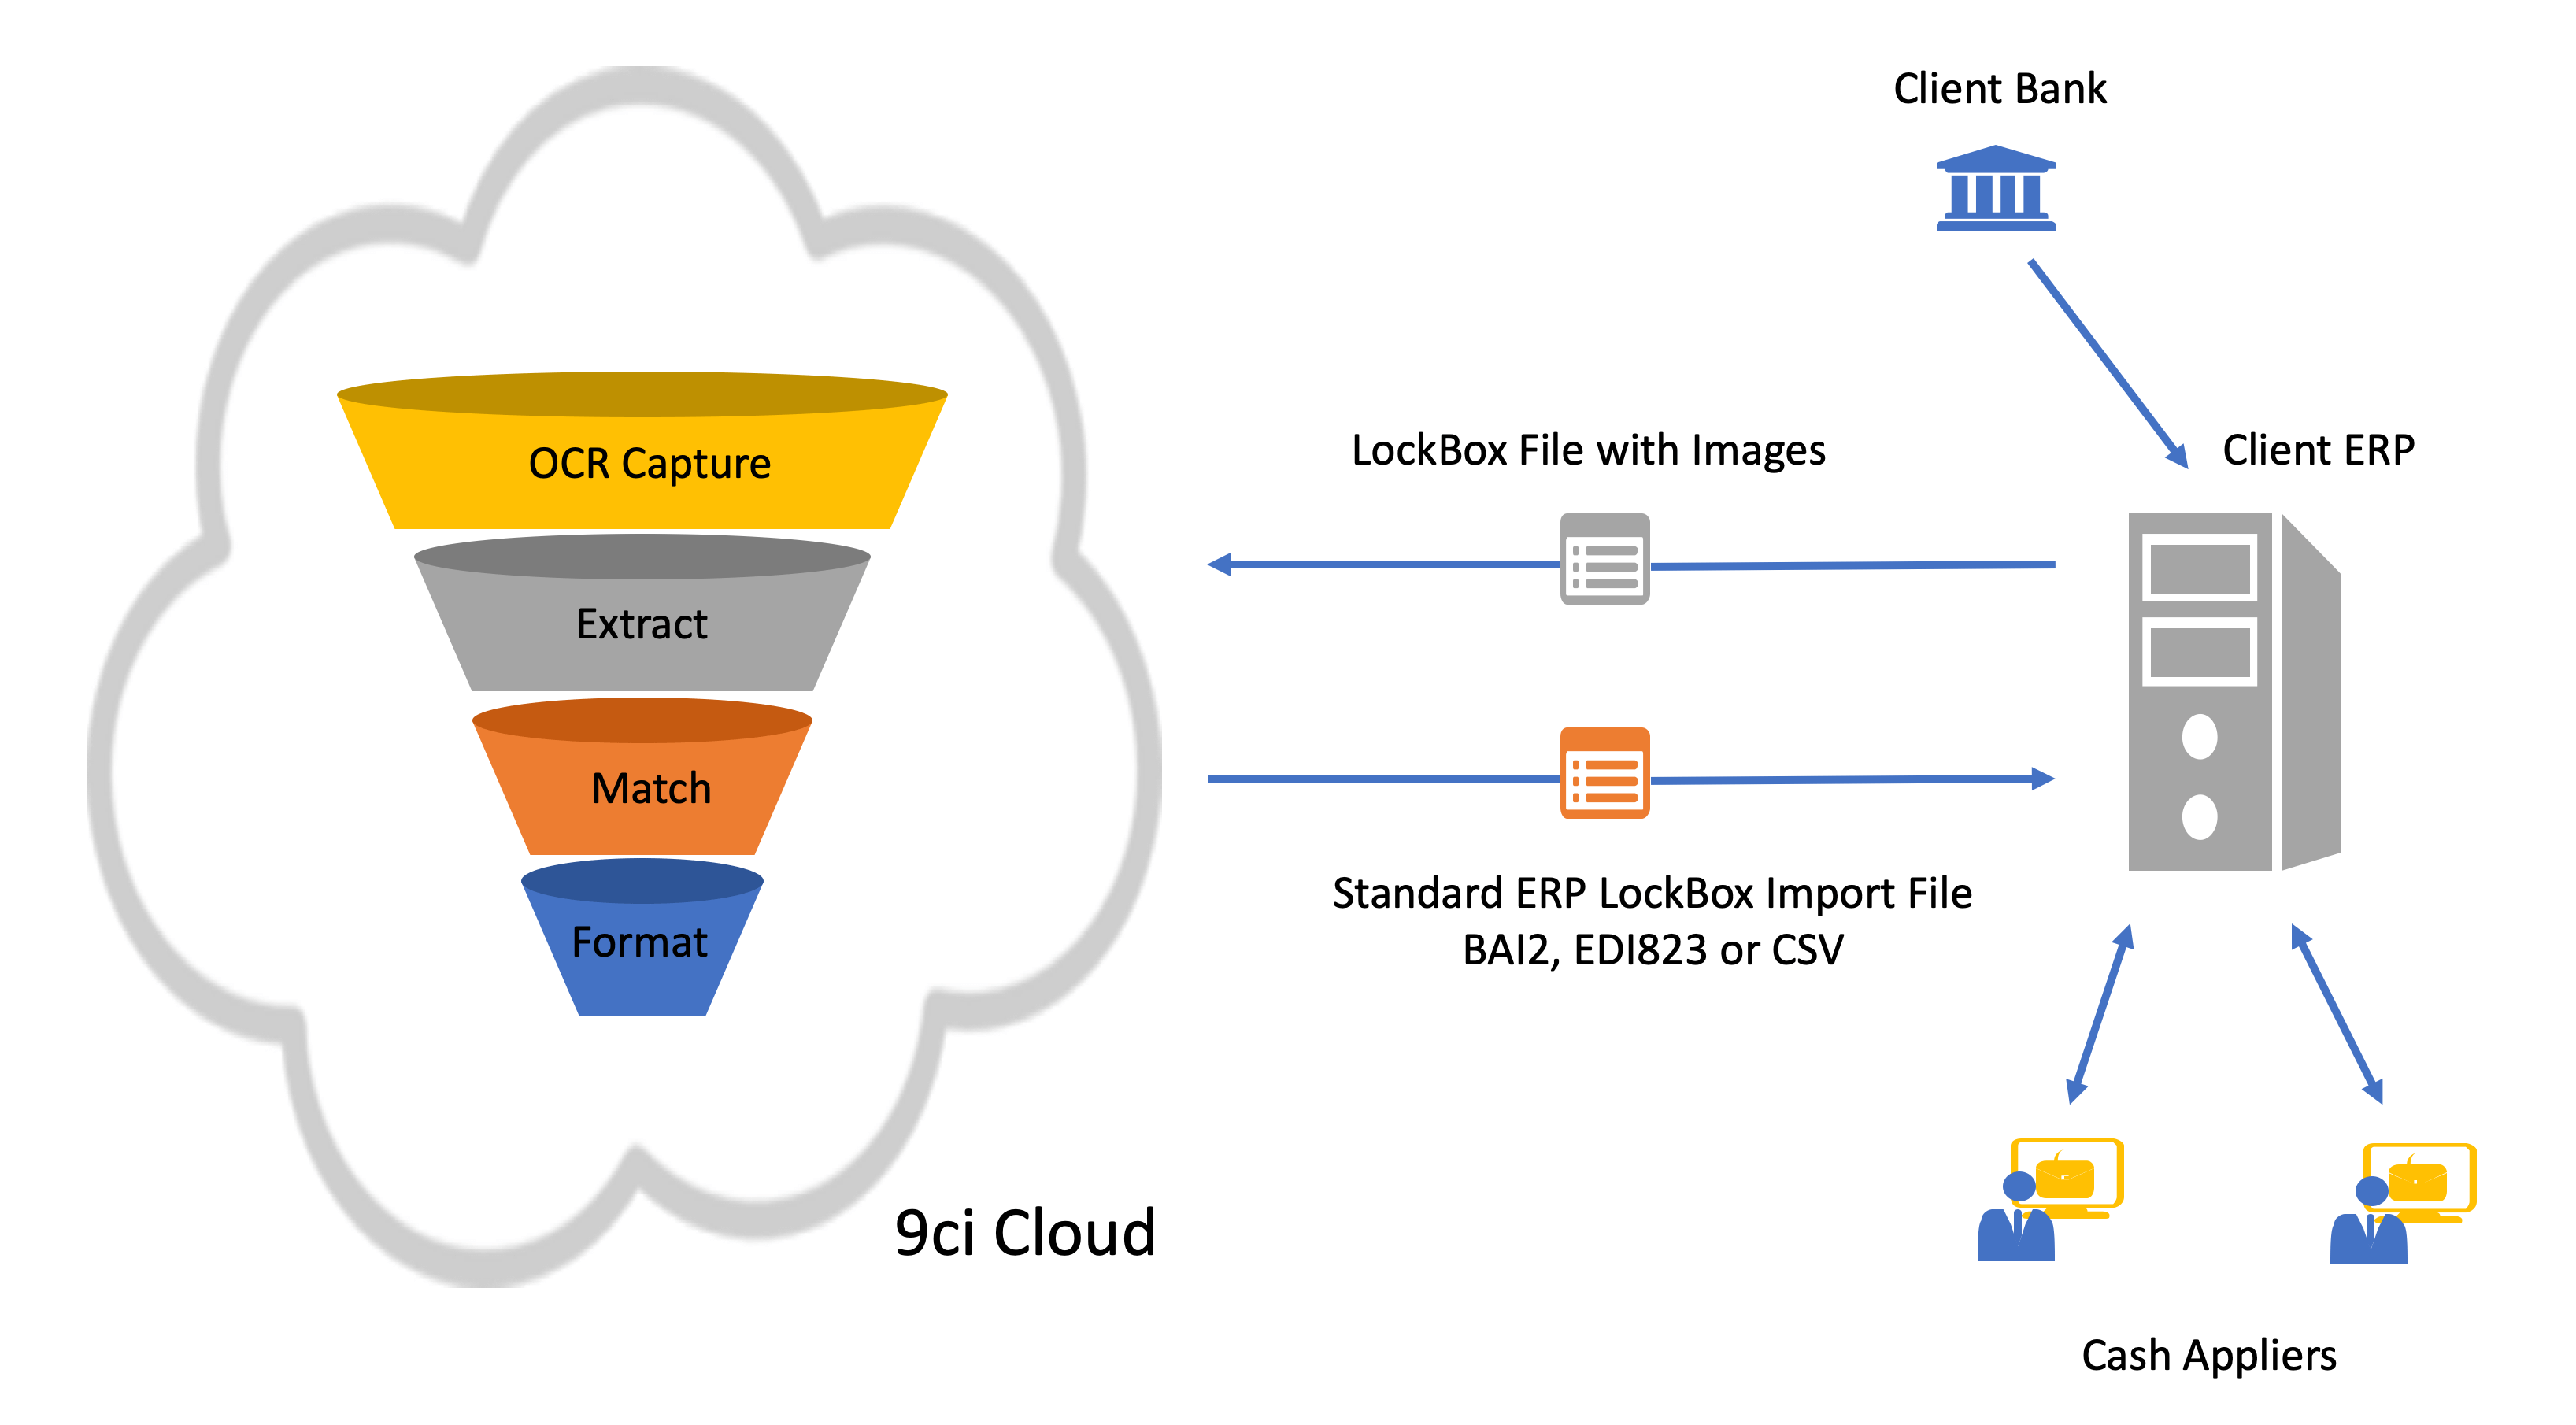 Client Bank
LockBox File with Images
Client ERP
OCR Capture
Extract
Match
Format
Standard ERP LockBox Import File
BAI2, EDI823 or CSV
9ci Cloud
Cash Appliers